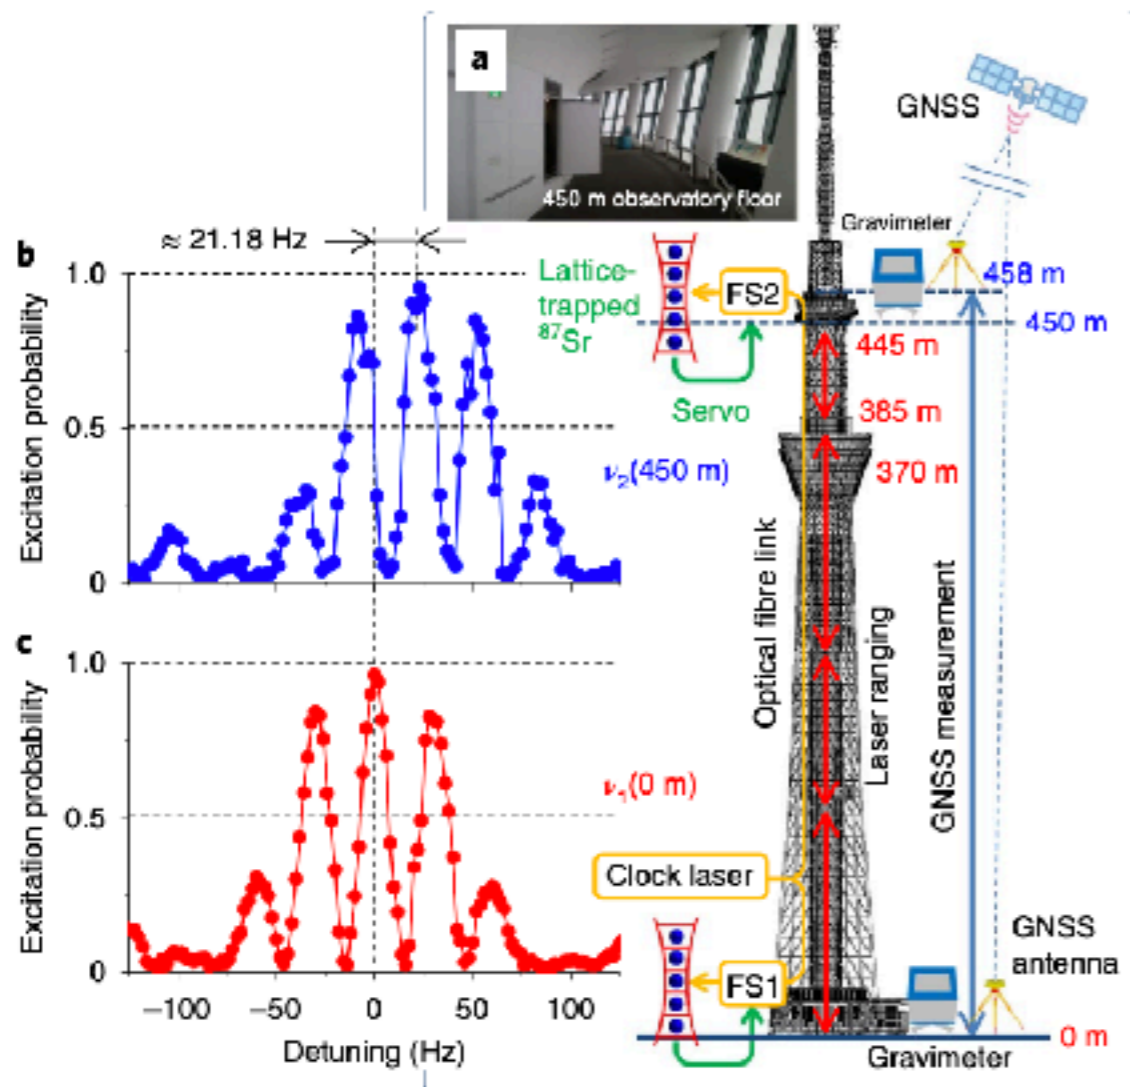 a
450 m observatory floor
GNSS
Gravimeter
458 m
450 m
445 m
385 m
370 m
b
≈ 21.18 Hz
1.0
0.5
0
Excitation probability
Lattice-
trapped
⁸⁷Sr
FS2
Servo
ν₂(450 m)
Optical fibre link
Laser ranging
GNSS measurement
c
1.0
0.5
0
Excitation probability
ν₁(0 m)
Clock laser
FS1
GNSS
antenna
0 m
Gravimeter
−100
−50
0
50
100
Detuning (Hz)